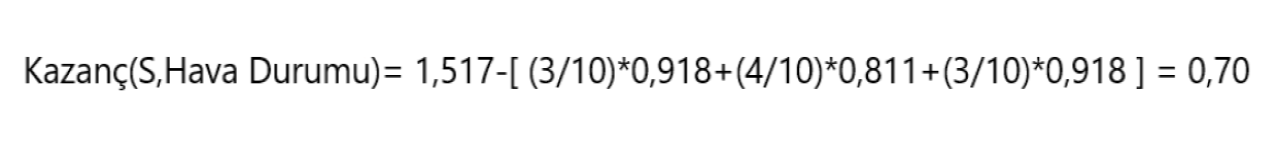 Kazanç(S,Hava Durumu)= 1,517-[ (3/10)*0,918+(4/10)*0,811+(3/10)*0,918 ] = 0,70